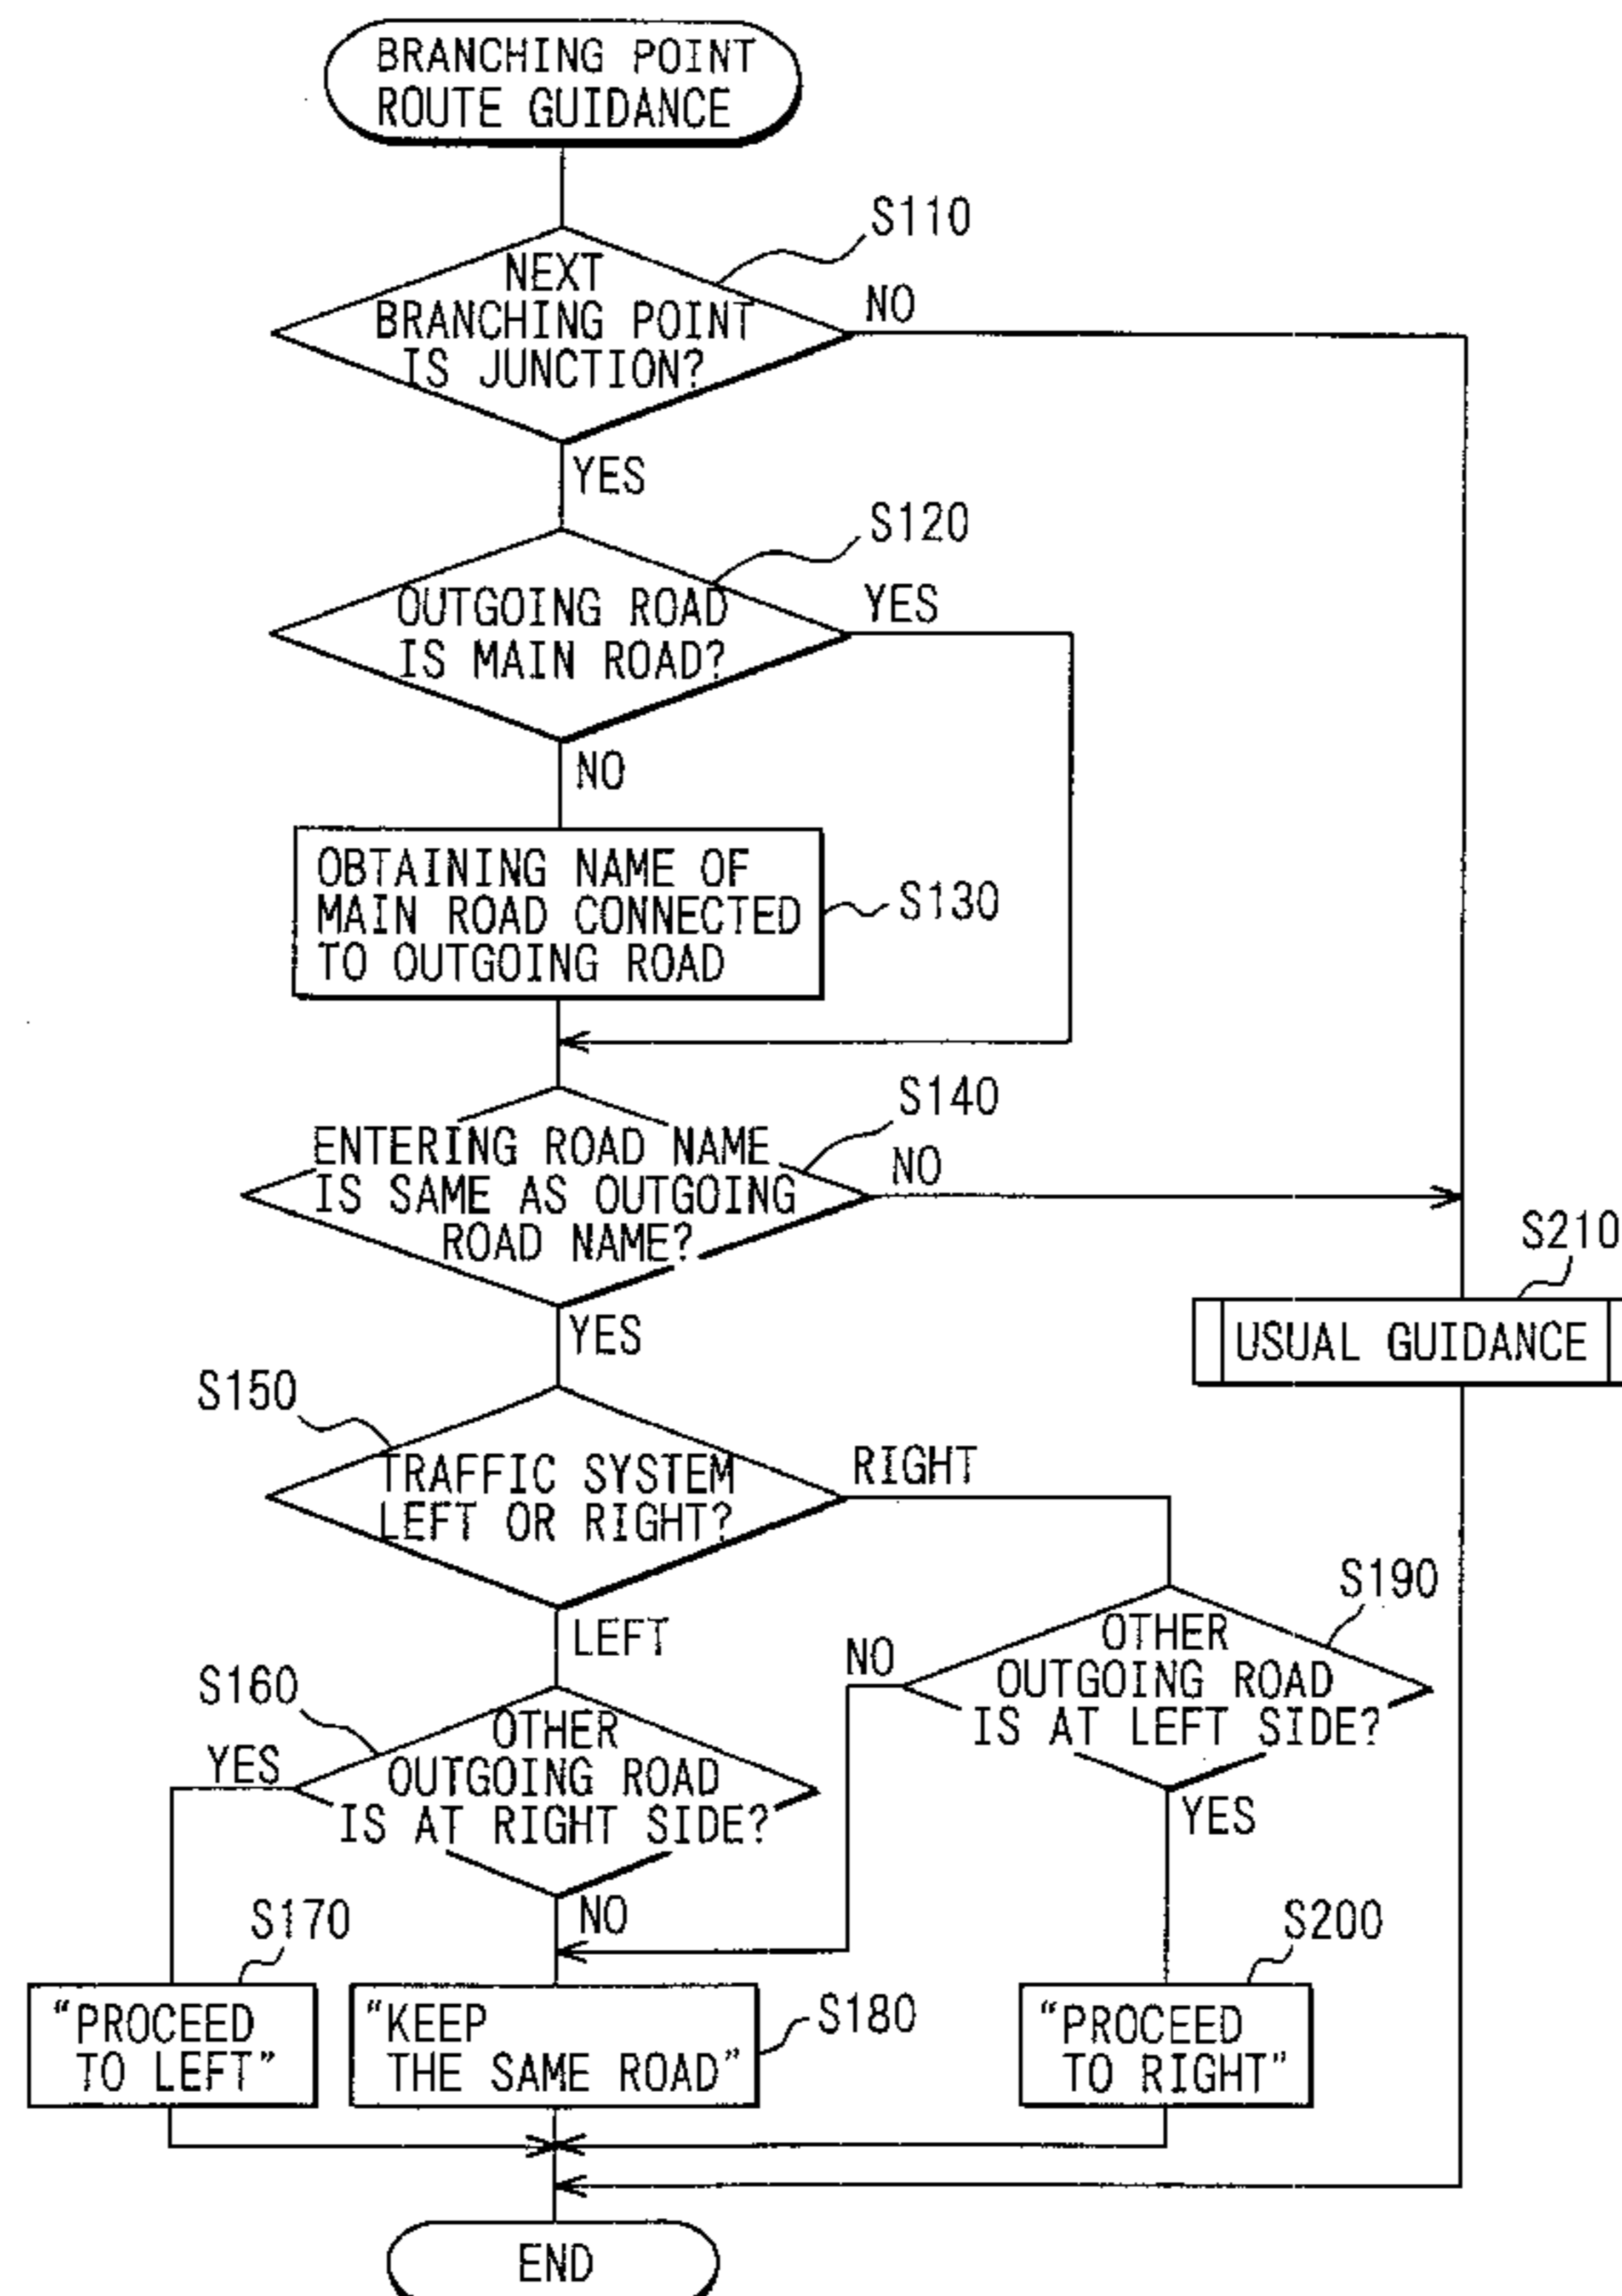 BRANCHING POINT
ROUTE GUIDANCE
S110
NEXT
BRANCHING POINT
IS JUNCTION?
NO
YES
S120
OUTGOING ROAD
IS MAIN ROAD?
YES
NO
OBTAINING NAME OF
MAIN ROAD CONNECTED
TO OUTGOING ROAD
S130
S140
ENTERING ROAD NAME
IS SAME AS OUTGOING
ROAD NAME?
NO
YES
S210
USUAL GUIDANCE
S150
TRAFFIC SYSTEM
LEFT OR RIGHT?
RIGHT
LEFT
S190
OTHER
OUTGOING ROAD
IS AT LEFT SIDE?
NO
YES
S160
OTHER
OUTGOING ROAD
IS AT RIGHT SIDE?
YES
NO
S170
"PROCEED
TO LEFT"
"KEEP
THE SAME ROAD"
S180
S200
"PROCEED
TO RIGHT"
END